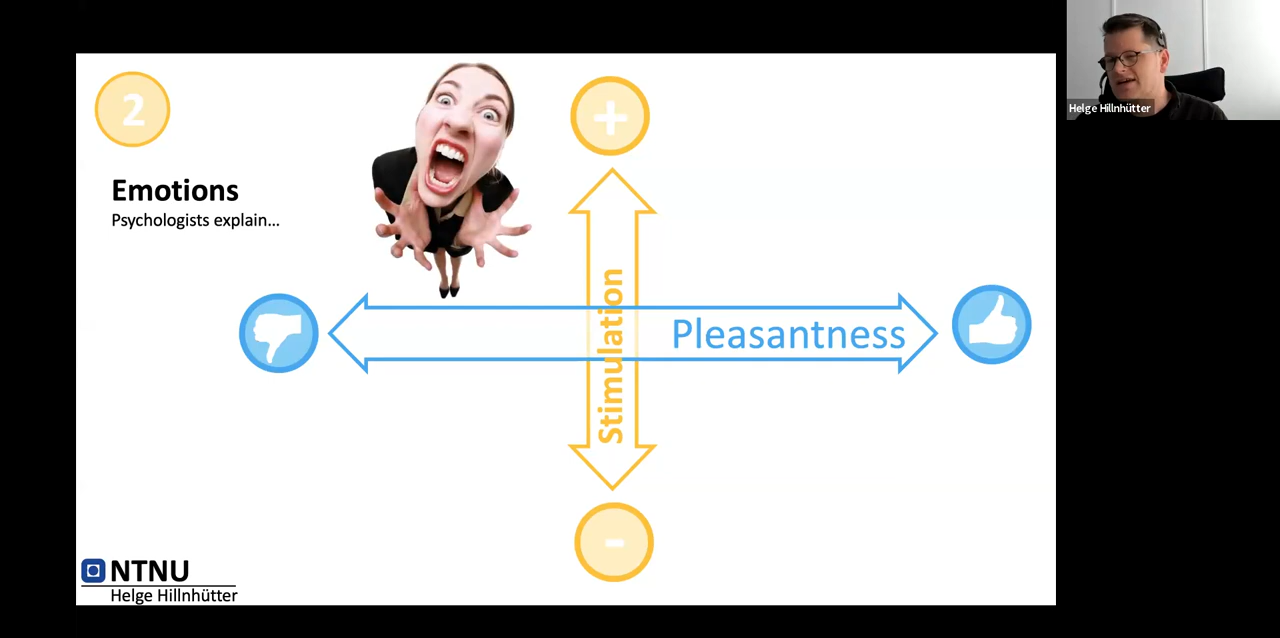 2
Emotions
Psychologists explain...
+
Stimulation
Pleasantness
-
NTNU
Helge Hillnhütter
Helge Hillnhütter